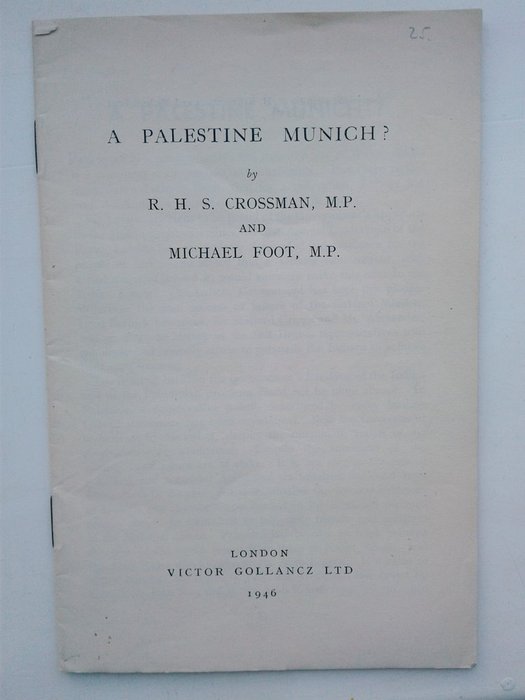 25.
A PALESTINE MUNICH?
by
R. H. S. CROSSMAN, M.P.
AND
MICHAEL FOOT, M.P.
LONDON
VICTOR GOLLANCZ LTD
1946